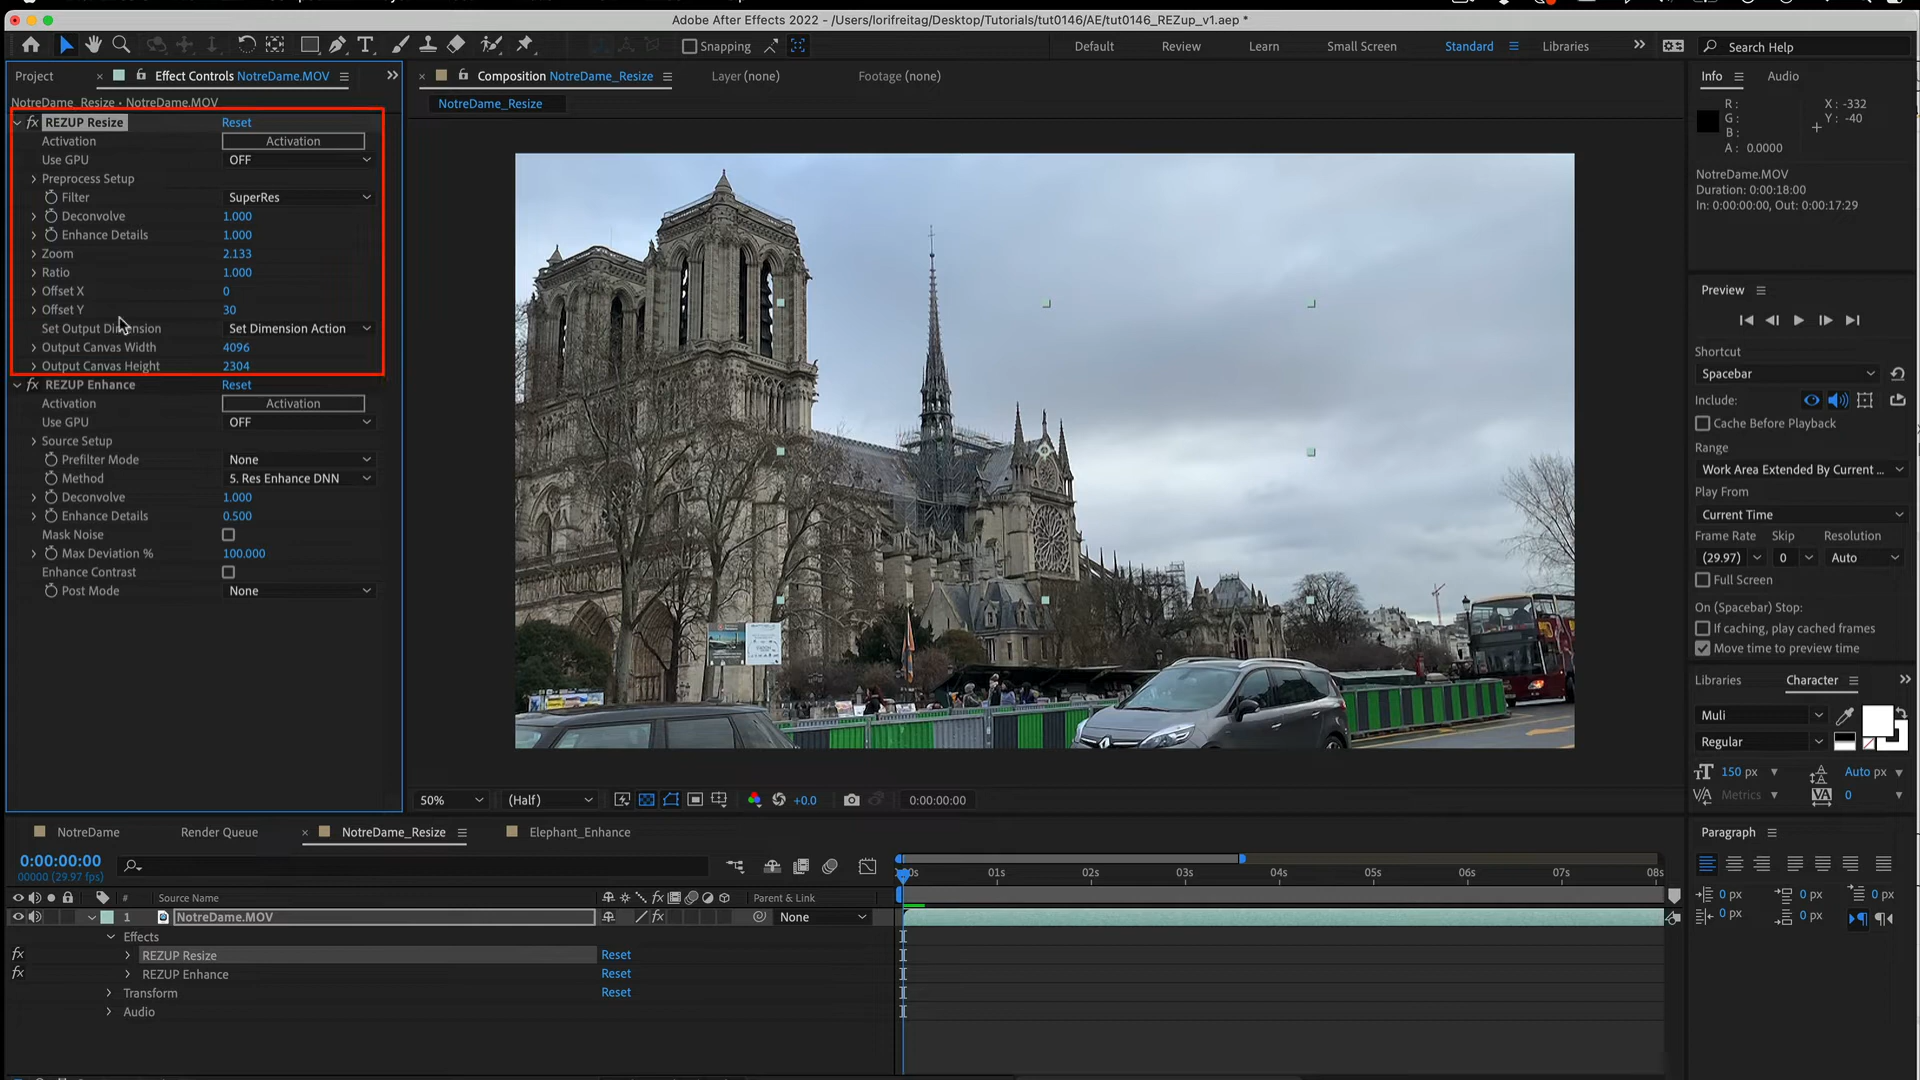 Adobe After Effects 2022 - /Users/lorifreitag/Desktop/Tutorials/tut0146/AE/tut0146_REZup_v1.aep *
Snapping
Default
Review
Learn
Small Screen
Standard
Libraries
Search Help
Project
Effect Controls NotreDame.MOV
Composition NotreDame_Resize
Layer (none)
Footage (none)
NotreDame_Resize • NotreDame.MOV
NotreDame_Resize
REZUP Resize Reset
Activation Activation
Use GPU OFF
Preprocess Setup
Filter SuperRes
Deconvolve 1.000
Enhance Details 1.000
Zoom 2.133
Ratio 1.000
Offset X 0
Offset Y 30
Set Output Dimension Set Dimension Action
Output Canvas Width 4096
Output Canvas Height 2304
REZUP Enhance Reset
Activation Activation
Use GPU OFF
Source Setup
Prefilter Mode None
Method 5. Res Enhance DNN
Deconvolve 1.000
Enhance Details 0.500
Mask Noise
Max Deviation % 100.000
Enhance Contrast
Post Mode None
50% (Half) +0.0 0:00:00:00
Info Audio
R: X: -332
G: Y: -40
B:
A: 0.0000
NotreDame.MOV
Duration: 0:00:18:00
In: 0:00:00:00, Out: 0:00:17:29
Preview
Shortcut
Spacebar
Include:
Cache Before Playback
Range
Work Area Extended By Current ...
Play From
Current Time
Frame Rate Skip Resolution
(29.97) 0 Auto
Full Screen
On (Spacebar) Stop:
If caching, play cached frames
Move time to preview time
Libraries Character
Muli
Regular
150 px Auto px
Metrics 0
Paragraph
0 px 0 px 0 px
0 px 0 px
NotreDame Render Queue NotreDame_Resize Elephant_Enhance
0:00:00:00
00000 (29.97 fps)
01s 02s 03s 04s 05s 06s 07s 08s
# Source Name Parent & Link
1 NotreDame.MOV None
Effects
fx REZUP Resize Reset
fx REZUP Enhance Reset
Transform Reset
Audio